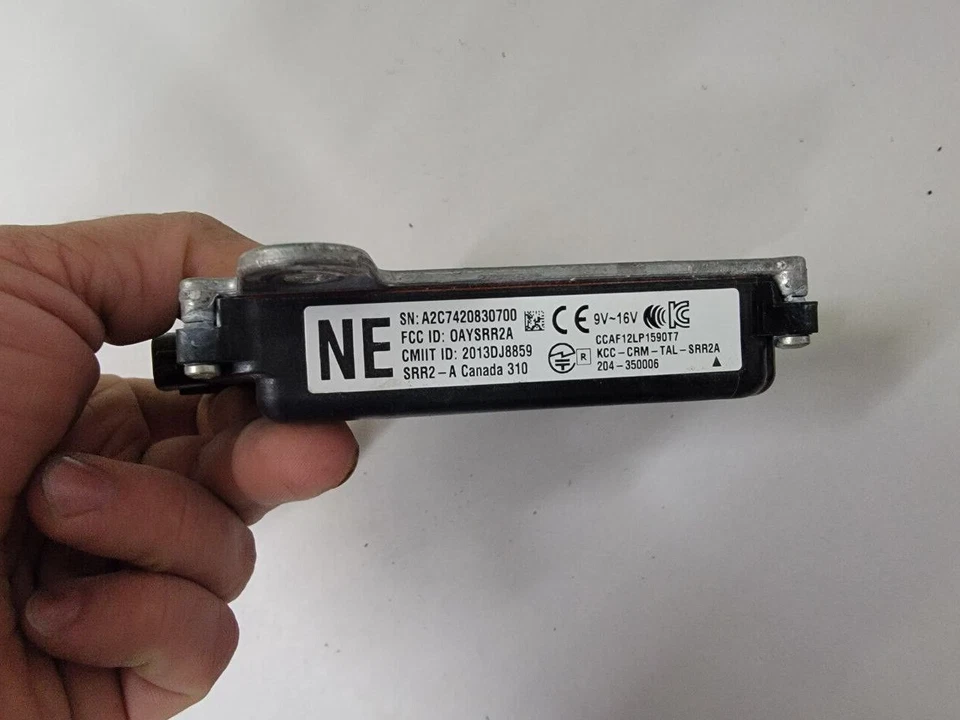 NE
SN: A2C7420830700
FCC ID: OAYSRR2A
CMIIT ID: 2013DJ8859
SRR2-A Canada 310
CE 9V~16V
CCAF12LP1590T7
R KCC-CRM-TAL-SRR2A
204-350006